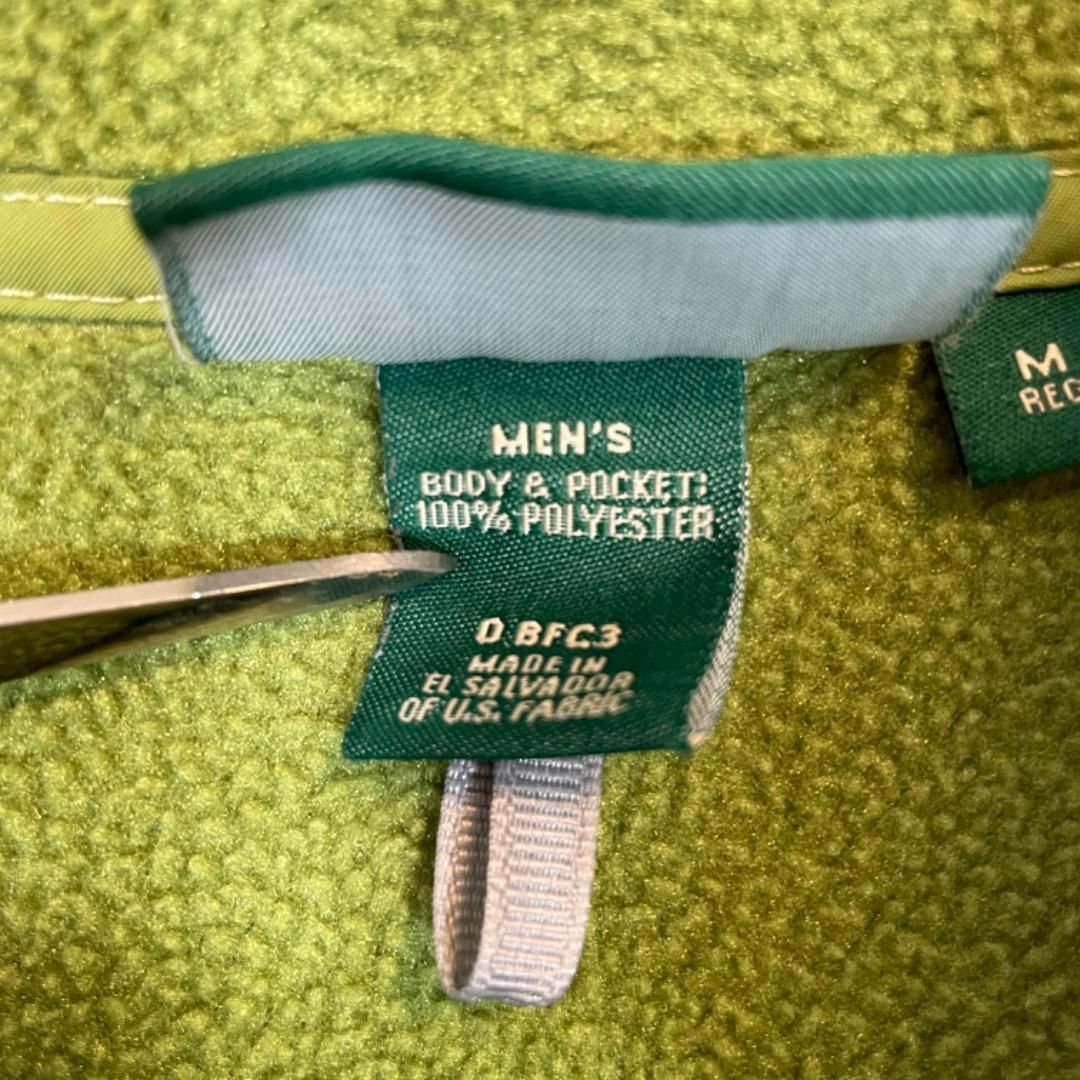 MEN'S
BODY & POCKET:
100% POLYESTER
0 BFC3
MADE IN
EL SALVADOR
OF U.S. FABRIC
M
REG